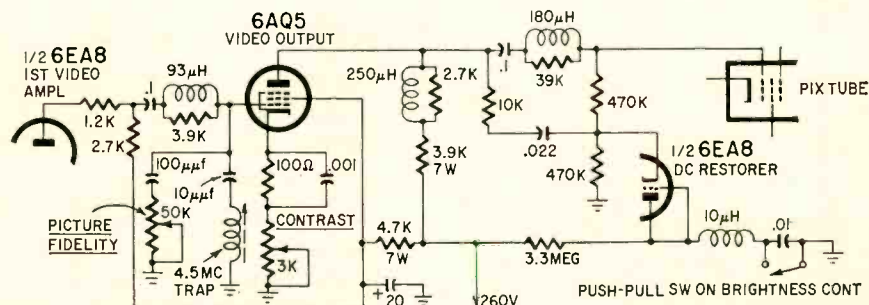 6AQ5
VIDEO OUTPUT
1/2 6EA8
1ST VIDEO
AMPL
.1
93μH
1.2K
2.7K
3.9K
100μμf
10μμf
50K
PICTURE
FIDELITY
4.5MC
TRAP
100Ω
.001
CONTRAST
3K
250μH
2.7K
3.9K
7W
4.7K
7W
+
20
260V
10K
.1
180μH
39K
.022
470K
470K
PIX TUBE
1/2 6EA8
DC RESTORER
3.3MEG
10μH
.01
PUSH-PULL SW ON BRIGHTNESS CONT